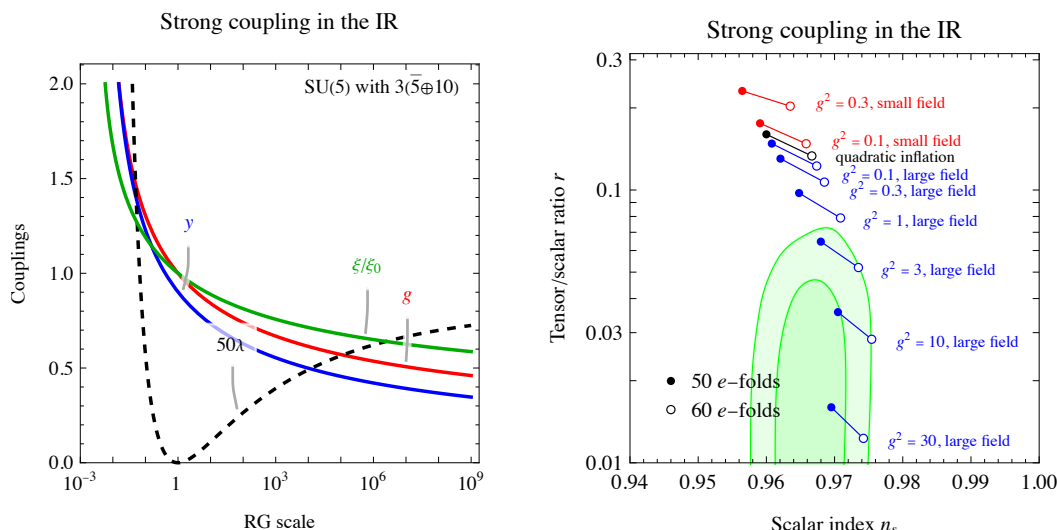 Strong coupling in the IR
SU(5) with 3(5̅⊕10)
Couplings
2.0
1.5
1.0
0.5
0.0
y
ξ/ξ₀
g
50λ
10⁻³
1
10³
10⁶
10⁹
RG scale
Strong coupling in the IR
Tensor/scalar ratio r
0.3
0.1
0.03
0.01
g² = 0.3, small field
g² = 0.1, small field
quadratic inflation
g² = 0.1, large field
g² = 0.3, large field
g² = 1, large field
g² = 3, large field
g² = 10, large field
g² = 30, large field
50 e–folds
60 e–folds
0.94
0.95
0.96
0.97
0.98
0.99
1.00
Scalar index nₛ